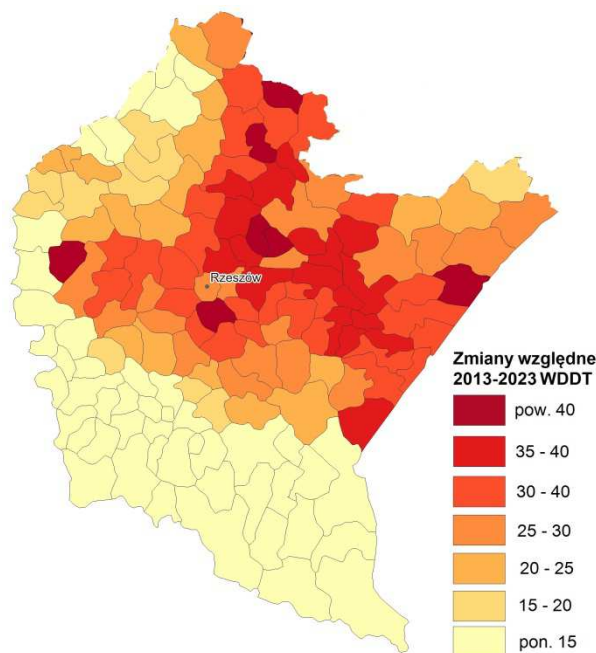 Rzeszów
Zmiany względne
2013-2023 WDDT
pow. 40
35 - 40
30 - 40
25 - 30
20 - 25
15 - 20
pon. 15